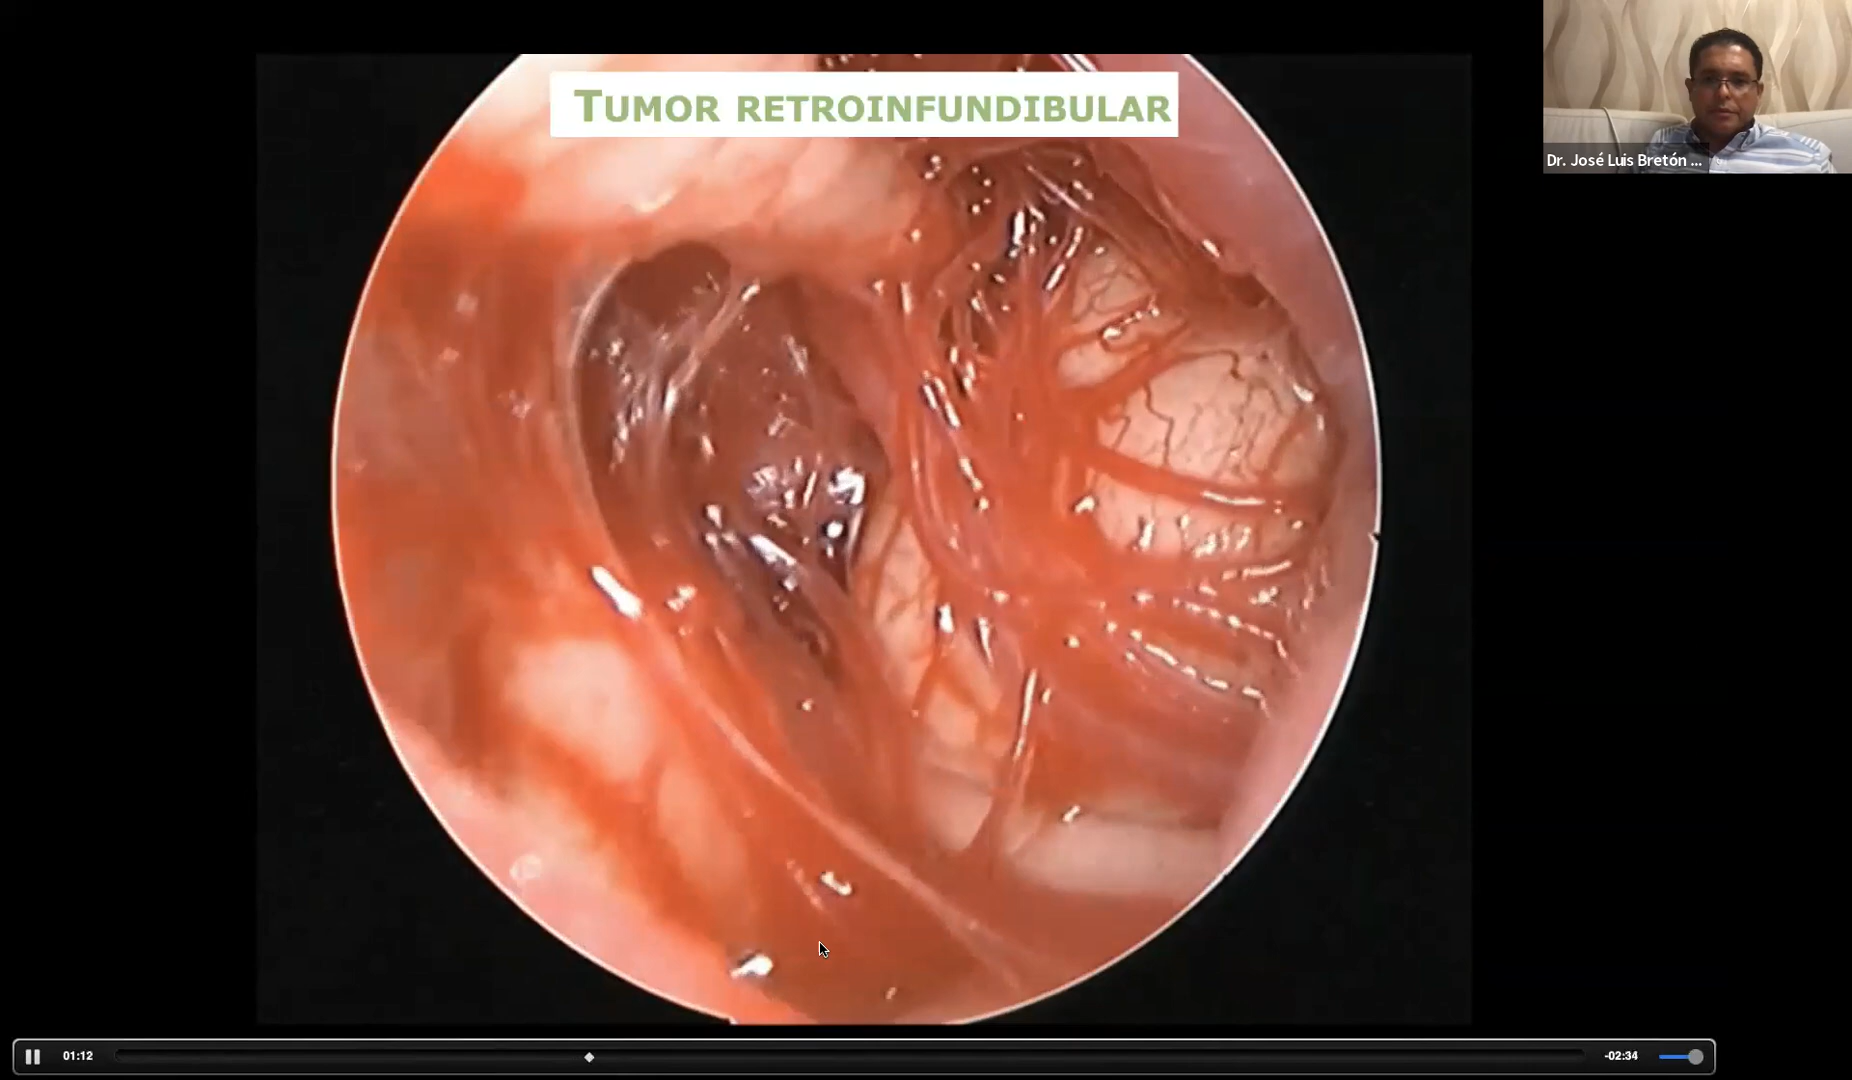 TUMOR RETROINFUNDIBULAR
Dr. José Luis Bretón ...
01:12
-02:34